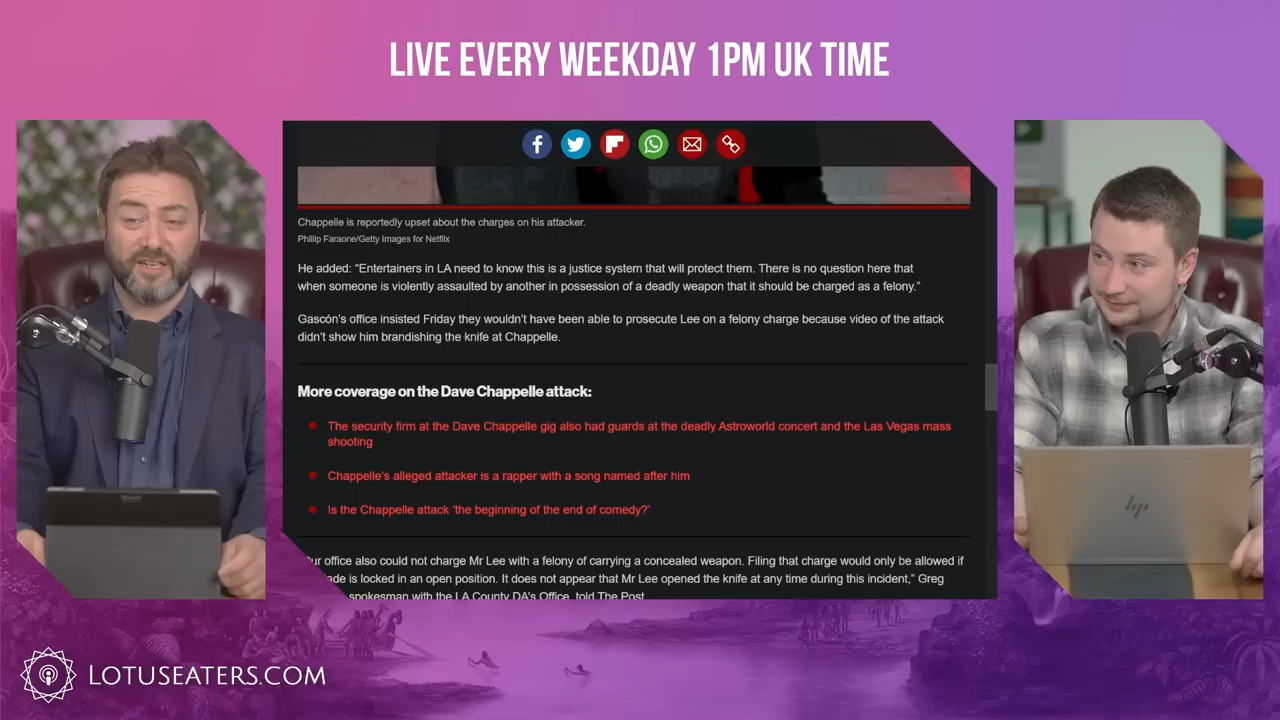 LIVE EVERY WEEKDAY 1PM UK TIME
Chappelle is reportedly upset about the charges on his attacker.
Phillip Faraone/Getty Images for Netflix
He added: “Entertainers in LA need to know this is a justice system that will protect them. There is no question here that
when someone is violently assaulted by another in possession of a deadly weapon that it should be charged as a felony.”
Gascón’s office insisted Friday they wouldn’t have been able to prosecute Lee on a felony charge because video of the attack
didn’t show him brandishing the knife at Chappelle.
More coverage on the Dave Chappelle attack:
The security firm at the Dave Chappelle gig also had guards at the deadly Astroworld concert and the Las Vegas mass
shooting
Chappelle’s alleged attacker is a rapper with a song named after him
Is the Chappelle attack ‘the beginning of the end of comedy?’
office also could not charge Mr Lee with a felony of carrying a concealed weapon. Filing that charge would only be allowed if
is locked in an open position. It does not appear that Mr Lee opened the knife at any time during this incident,” Greg
spokesman with the LA County DA’s Office, told The Post.
hp
LOTUSEATERS.COM